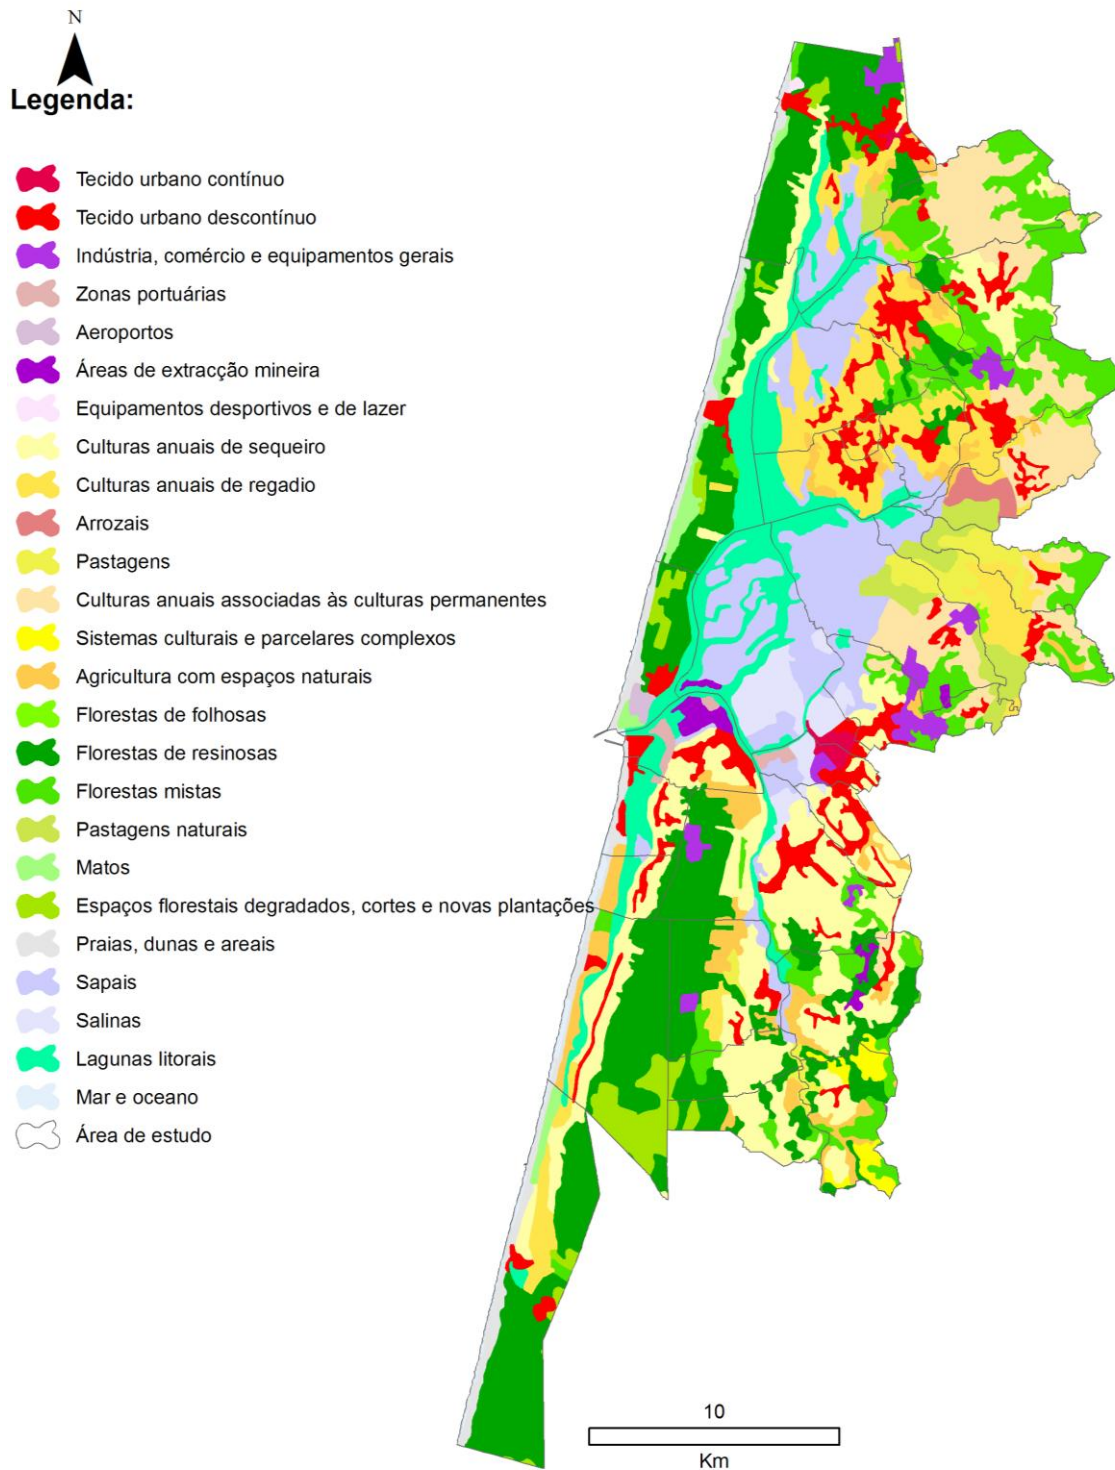 N
Legenda:
Tecido urbano contínuo
Tecido urbano descontínuo
Indústria, comércio e equipamentos gerais
Zonas portuárias
Aeroportos
Áreas de extracção mineira
Equipamentos desportivos e de lazer
Culturas anuais de sequeiro
Culturas anuais de regadio
Arrozais
Pastagens
Culturas anuais associadas às culturas permanentes
Sistemas culturais e parcelares complexos
Agricultura com espaços naturais
Florestas de folhosas
Florestas de resinosas
Florestas mistas
Pastagens naturais
Matos
Espaços florestais degradados, cortes e novas plantações
Praias, dunas e areais
Sapais
Salinas
Lagunas litorais
Mar e oceano
Área de estudo
10
Km